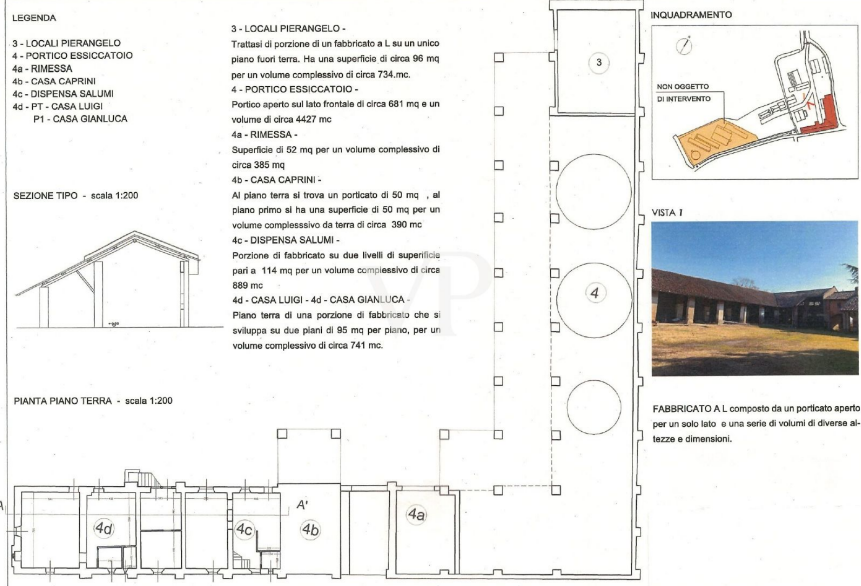 LEGENDA
3 - LOCALI PIERANGELO
4 - PORTICO ESSICCATOIO
4a - RIMESSA
4b - CASA CAPRINI
4c - DISPENSA SALUMI
4d - PT - CASA LUIGI
P1 - CASA GIANLUCA
SEZIONE TIPO - scala 1:200
PIANTA PIANO TERRA - scala 1:200
3 - LOCALI PIERANGELO -
Trattasi di porzione di un fabbricato a L su un unico
piano fuori terra. Ha una superficie di circa 96 mq
per un volume complessivo di circa 734.mc.
4 - PORTICO ESSICCATOIO -
Portico aperto sul lato frontale di circa 681 mq e un
volume di circa 4427 mc
4a - RIMESSA -
Superficie di 52 mq per un volume complessivo di
circa 385 mq
4b - CASA CAPRINI -
Al piano terra si trova un porticato di 50 mq , al
piano primo si ha una superficie di 50 mq per un
volume complesssivo da terra di circa 390 mc
4c - DISPENSA SALUMI -
Porzione di fabbricato su due livelli di superificie
pari a 114 mq per un volume complessivo di circa
889 mc
4d - CASA LUIGI - 4d - CASA GIANLUCA -
Piano terra di una porzione di fabbricato che si
sviluppa su due piani di 95 mq per piano, per un
volume complessivo di circa 741 mc.
VP
3
4
A
A'
4d
4c
4b
4a
INQUADRAMENTO
NON OGGETTO
DI INTERVENTO
VISTA 1
FABBRICATO A L composto da un porticato aperto
per un solo lato e una serie di volumi di diverse al-
tezze e dimensioni.